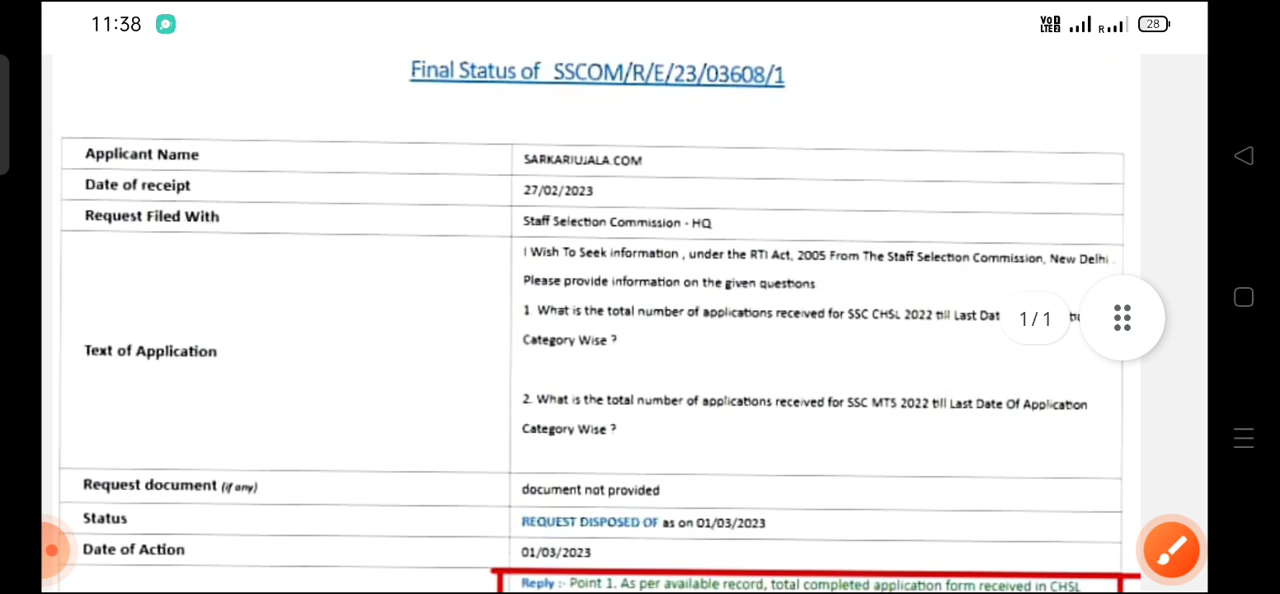 11:38
Vo LTE 2 R 28
Final Status of SSCOM/R/E/23/03608/1
Applicant Name SARKARIUJALA.COM
Date of receipt 27/02/2023
Request Filed With Staff Selection Commission - HQ
Text of Application
I Wish To Seek information , under the RTI Act, 2005 From The Staff Selection Commission, New Delhi .
Please provide information on the given questions
1. What is the total number of applications received for SSC CHSL 2022 till Last Dat
Category Wise ?
1/1
2. What is the total number of applications received for SSC MTS 2022 till Last Date Of Application
Category Wise ?
Request document (if any) document not provided
Status REQUEST DISPOSED OF as on 01/03/2023
Date of Action 01/03/2023
Reply :- Point 1. As per available record, total completed application form received in CHSL